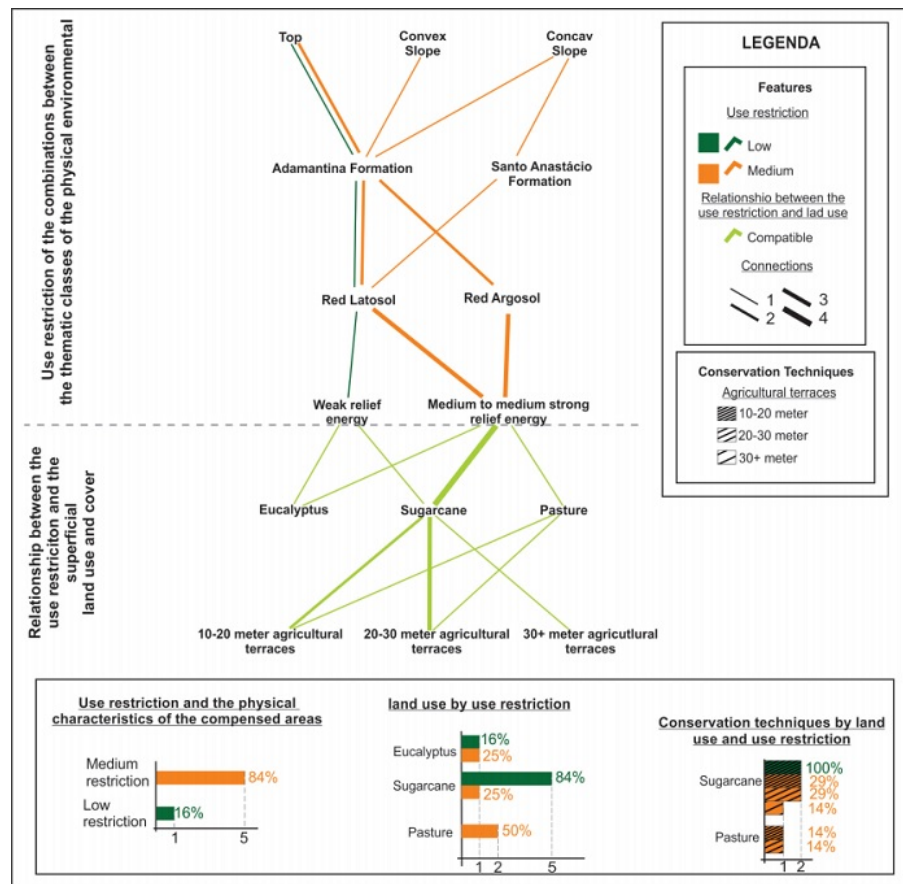 Use restriction of the combinations between
the thematic classes of the physical environmental
Top
Convex
Slope
Concav
Slope
Adamantina Formation
Santo Anastácio
Formation
Red Latosol
Red Argosol
Weak relief
energy
Medium to medium strong
relief energy
Relationship between the
use restriciton and the
superficial
land use and cover
Eucalyptus
Sugarcane
Pasture
10-20 meter agricultural
terraces
20-30 meter agricultural
terraces
30+ meter agricutlural
terraces
LEGENDA
Features
Use restriction
Low
Medium
Relationshio between the
use restriction and lad use
Compatible
Connections
1
2
3
4
Conservation Techniques
Agricultural terraces
10-20 meter
20-30 meter
30+ meter
Use restriction and the physical
characteristics of the compensed areas
Medium
restriction
84%
Low
restriction
16%
1
5
land use by use restriction
Eucalyptus
16%
25%
Sugarcane
84%
25%
Pasture
50%
1
2
5
Conservation techniques by land
use and use restriction
Sugarcane
100%
29%
29%
14%
Pasture
14%
14%
1
2